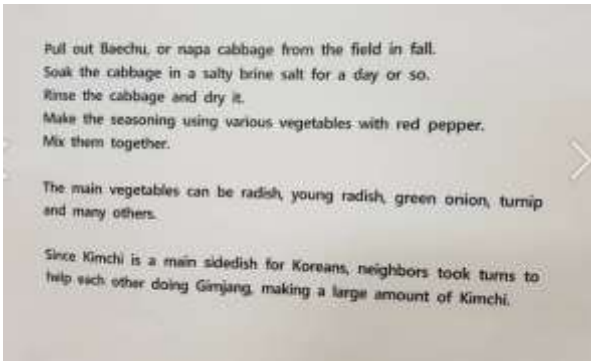 Pull out Baechu, or napa cabbage from the field in fall.
Soak the cabbage in a salty brine salt for a day or so.
Rinse the cabbage and dry it.
Make the seasoning using various vegetables with red pepper.
Mix them together.
The main vegetables can be radish, young radish, green onion, turnip
and many others.
Since Kimchi is a main sidedish for Koreans, neighbors took turns to
help each other doing Gimjang, making a large amount of Kimchi.